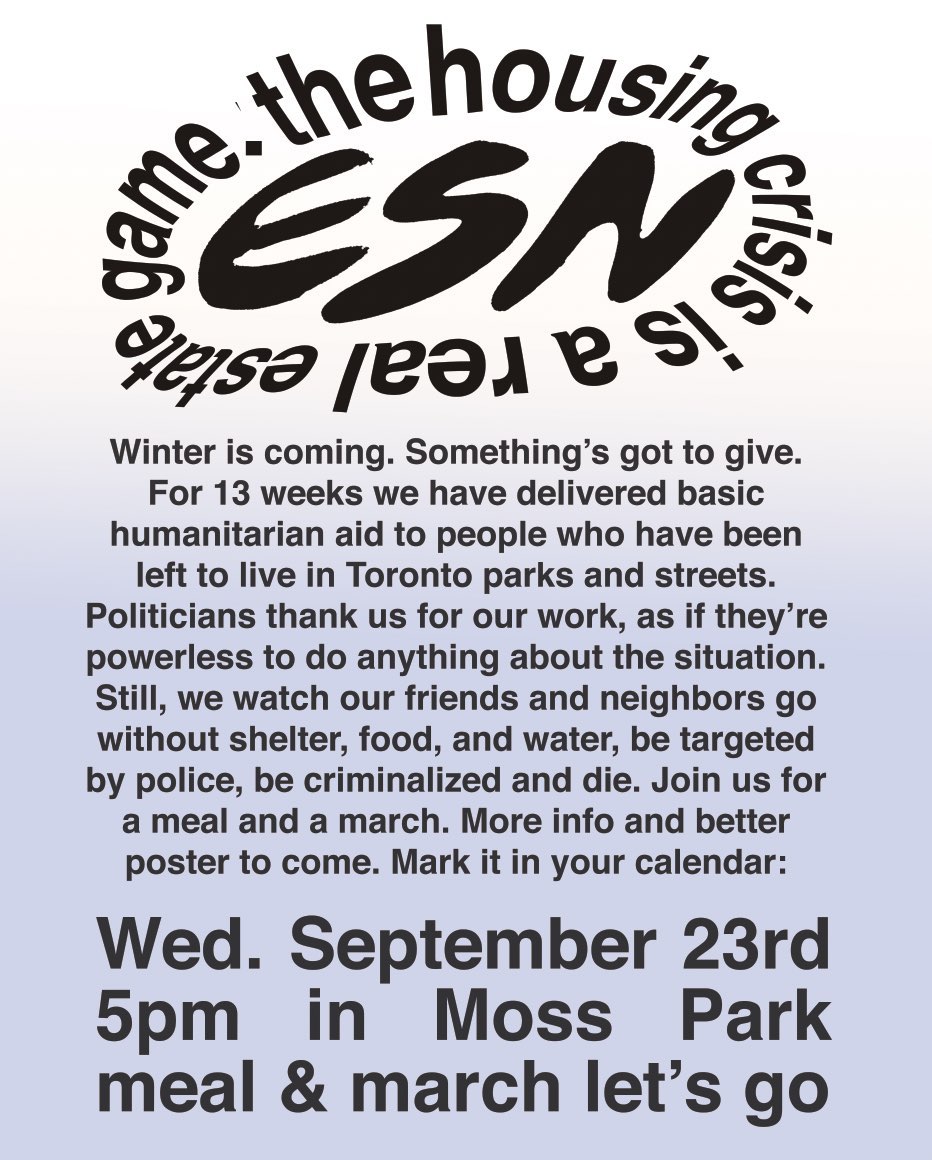 the housing crisis is a real estate game.
ESN
Winter is coming. Something’s got to give.
For 13 weeks we have delivered basic
humanitarian aid to people who have been
left to live in Toronto parks and streets.
Politicians thank us for our work, as if they’re
powerless to do anything about the situation.
Still, we watch our friends and neighbors go
without shelter, food, and water, be targeted
by police, be criminalized and die. Join us for
a meal and a march. More info and better
poster to come. Mark it in your calendar:
Wed. September 23rd
5pm in Moss Park
meal & march let’s go